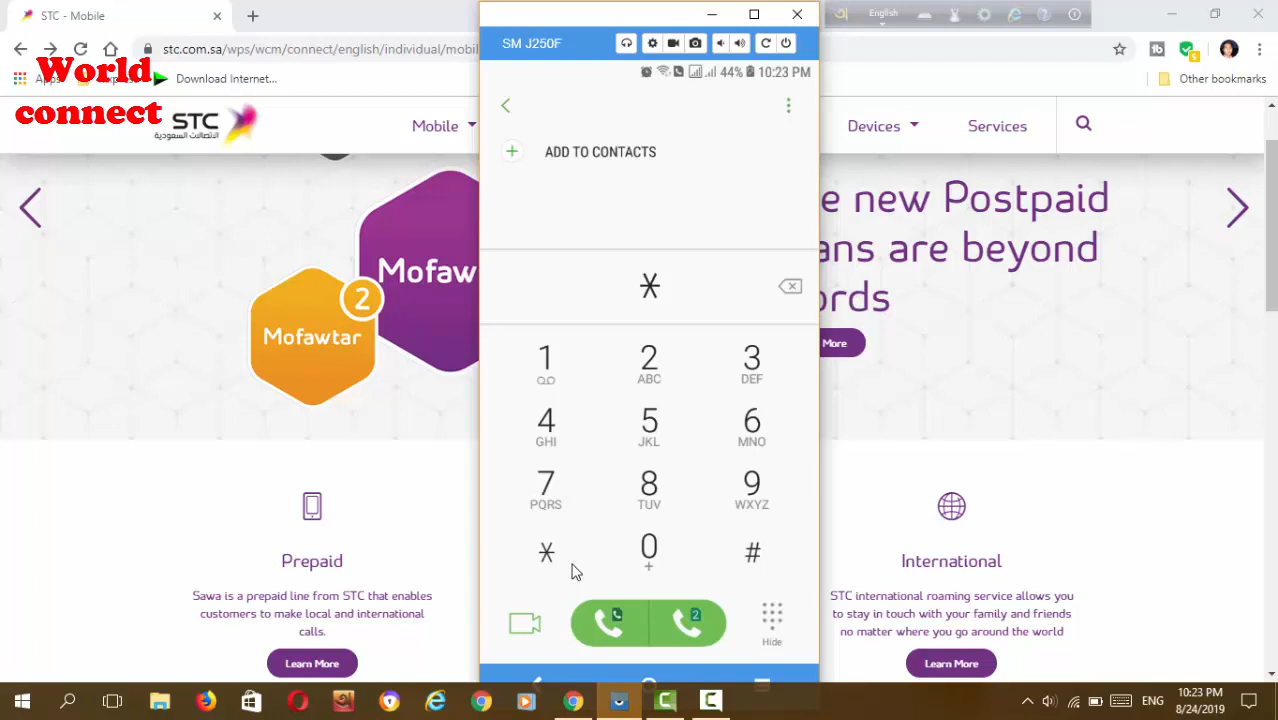 STC - Mobile
English
SM J250F
stc.com.sa/wps/wcm/connect/english/individual/mobil
44% 10:23 PM
Download Internet...
Other bookmarks
World
connect
STC
الاتصالات السعودية
Mobile
Devices
Services
ADD TO CONTACTS
e new Postpaid
ans are beyond
ords
More
Mofaw
2
Mofawtar
*
1
2
ABC
3
DEF
4
GHI
5
JKL
6
MNO
7
PQRS
8
TUV
9
WXYZ
*
0
+
#
2
Hide
Prepaid
Sawa is a prepaid line from STC that enables
customers to make local and international
calls.
Learn More
International
STC international roaming service allows you
to stay in touch with your family and friends
no matter where you go around the world
Learn More
ENG
10:23 PM
8/24/2019